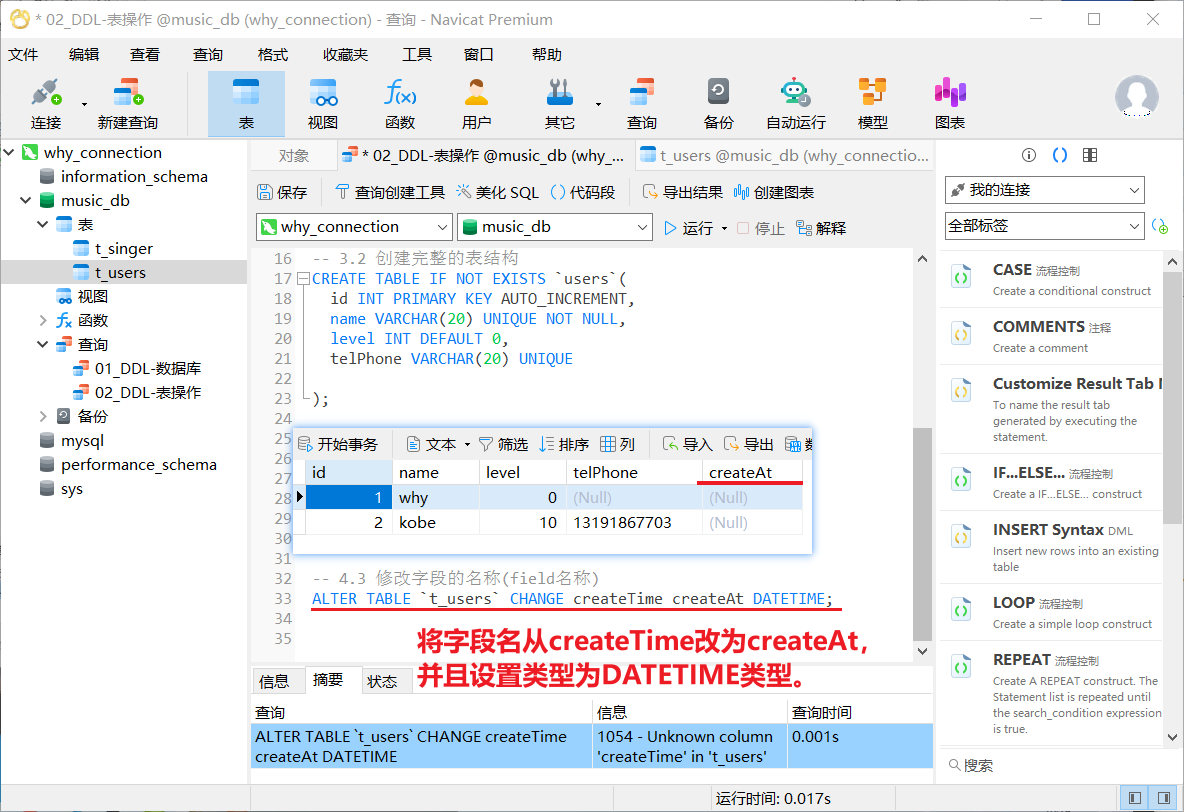 * 02_DDL-表操作 @music_db (why_connection) - 查询 - Navicat Premium
文件 编辑 查看 查询 格式 收藏夹 工具 窗口 帮助
连接 新建查询 表 视图 函数 用户 其它 查询 备份 自动运行 模型 图表
why_connection
information_schema
music_db
表
t_singer
t_users
视图
函数
查询
01_DDL-数据库
02_DDL-表操作
备份
mysql
performance_schema
sys
对象 * 02_DDL-表操作 @music_db (why_... t_users @music_db (why_connectio...
保存 查询创建工具 美化 SQL () 代码段 导出结果 创建图表
why_connection music_db 运行 停止 解释
16 -- 3.2 创建完整的表结构
17 CREATE TABLE IF NOT EXISTS `users`(
18 id INT PRIMARY KEY AUTO_INCREMENT,
19 name VARCHAR(20) UNIQUE NOT NULL,
20 level INT DEFAULT 0,
21 telPhone VARCHAR(20) UNIQUE
22
23 );
24
25
26
27
28
29
30
31
开始事务 文本 筛选 排序 列 导入 导出
id name level telPhone createAt
1 why 0 (Null) (Null)
2 kobe 10 13191867703 (Null)
32 -- 4.3 修改字段的名称(field名称)
33 ALTER TABLE `t_users` CHANGE createTime createAt DATETIME;
34
35
将字段名从createTime改为createAt，
并且设置类型为DATETIME类型。
信息 摘要 状态
查询 信息 查询时间
ALTER TABLE `t_users` CHANGE createTime
createAt DATETIME
1054 - Unknown column
'createTime' in 't_users'
0.001s
运行时间: 0.017s
我的连接
全部标签
CASE 流程控制
Create a conditional construct
COMMENTS 注释
Create a comment
Customize Result Tab N
To name the result tab
generated by executing the
statement.
IF...ELSE... 流程控制
Create a IF...ELSE... construct
INSERT Syntax DML
Insert new rows into an existing
table
LOOP 流程控制
Create a simple loop construct
REPEAT 流程控制
Create A REPEAT construct. The
Statement list is repeated until
the search_condition expression
is true.
搜索